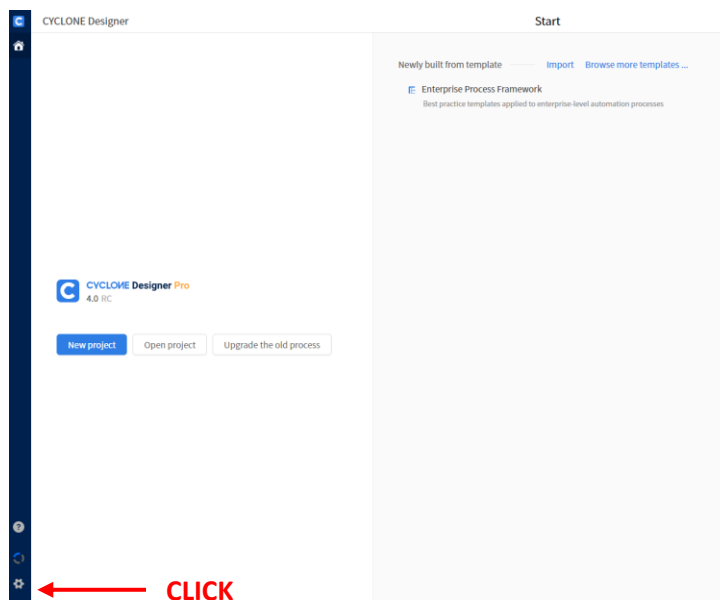 CYCLONE Designer
Start
Newly built from template
Import
Browse more templates ...
Enterprise Process Framework
Best practice templates applied to enterprise-level automation processes
C
CYCLONE Designer Pro
4.0 RC
New project
Open project
Upgrade the old process
?
CLICK